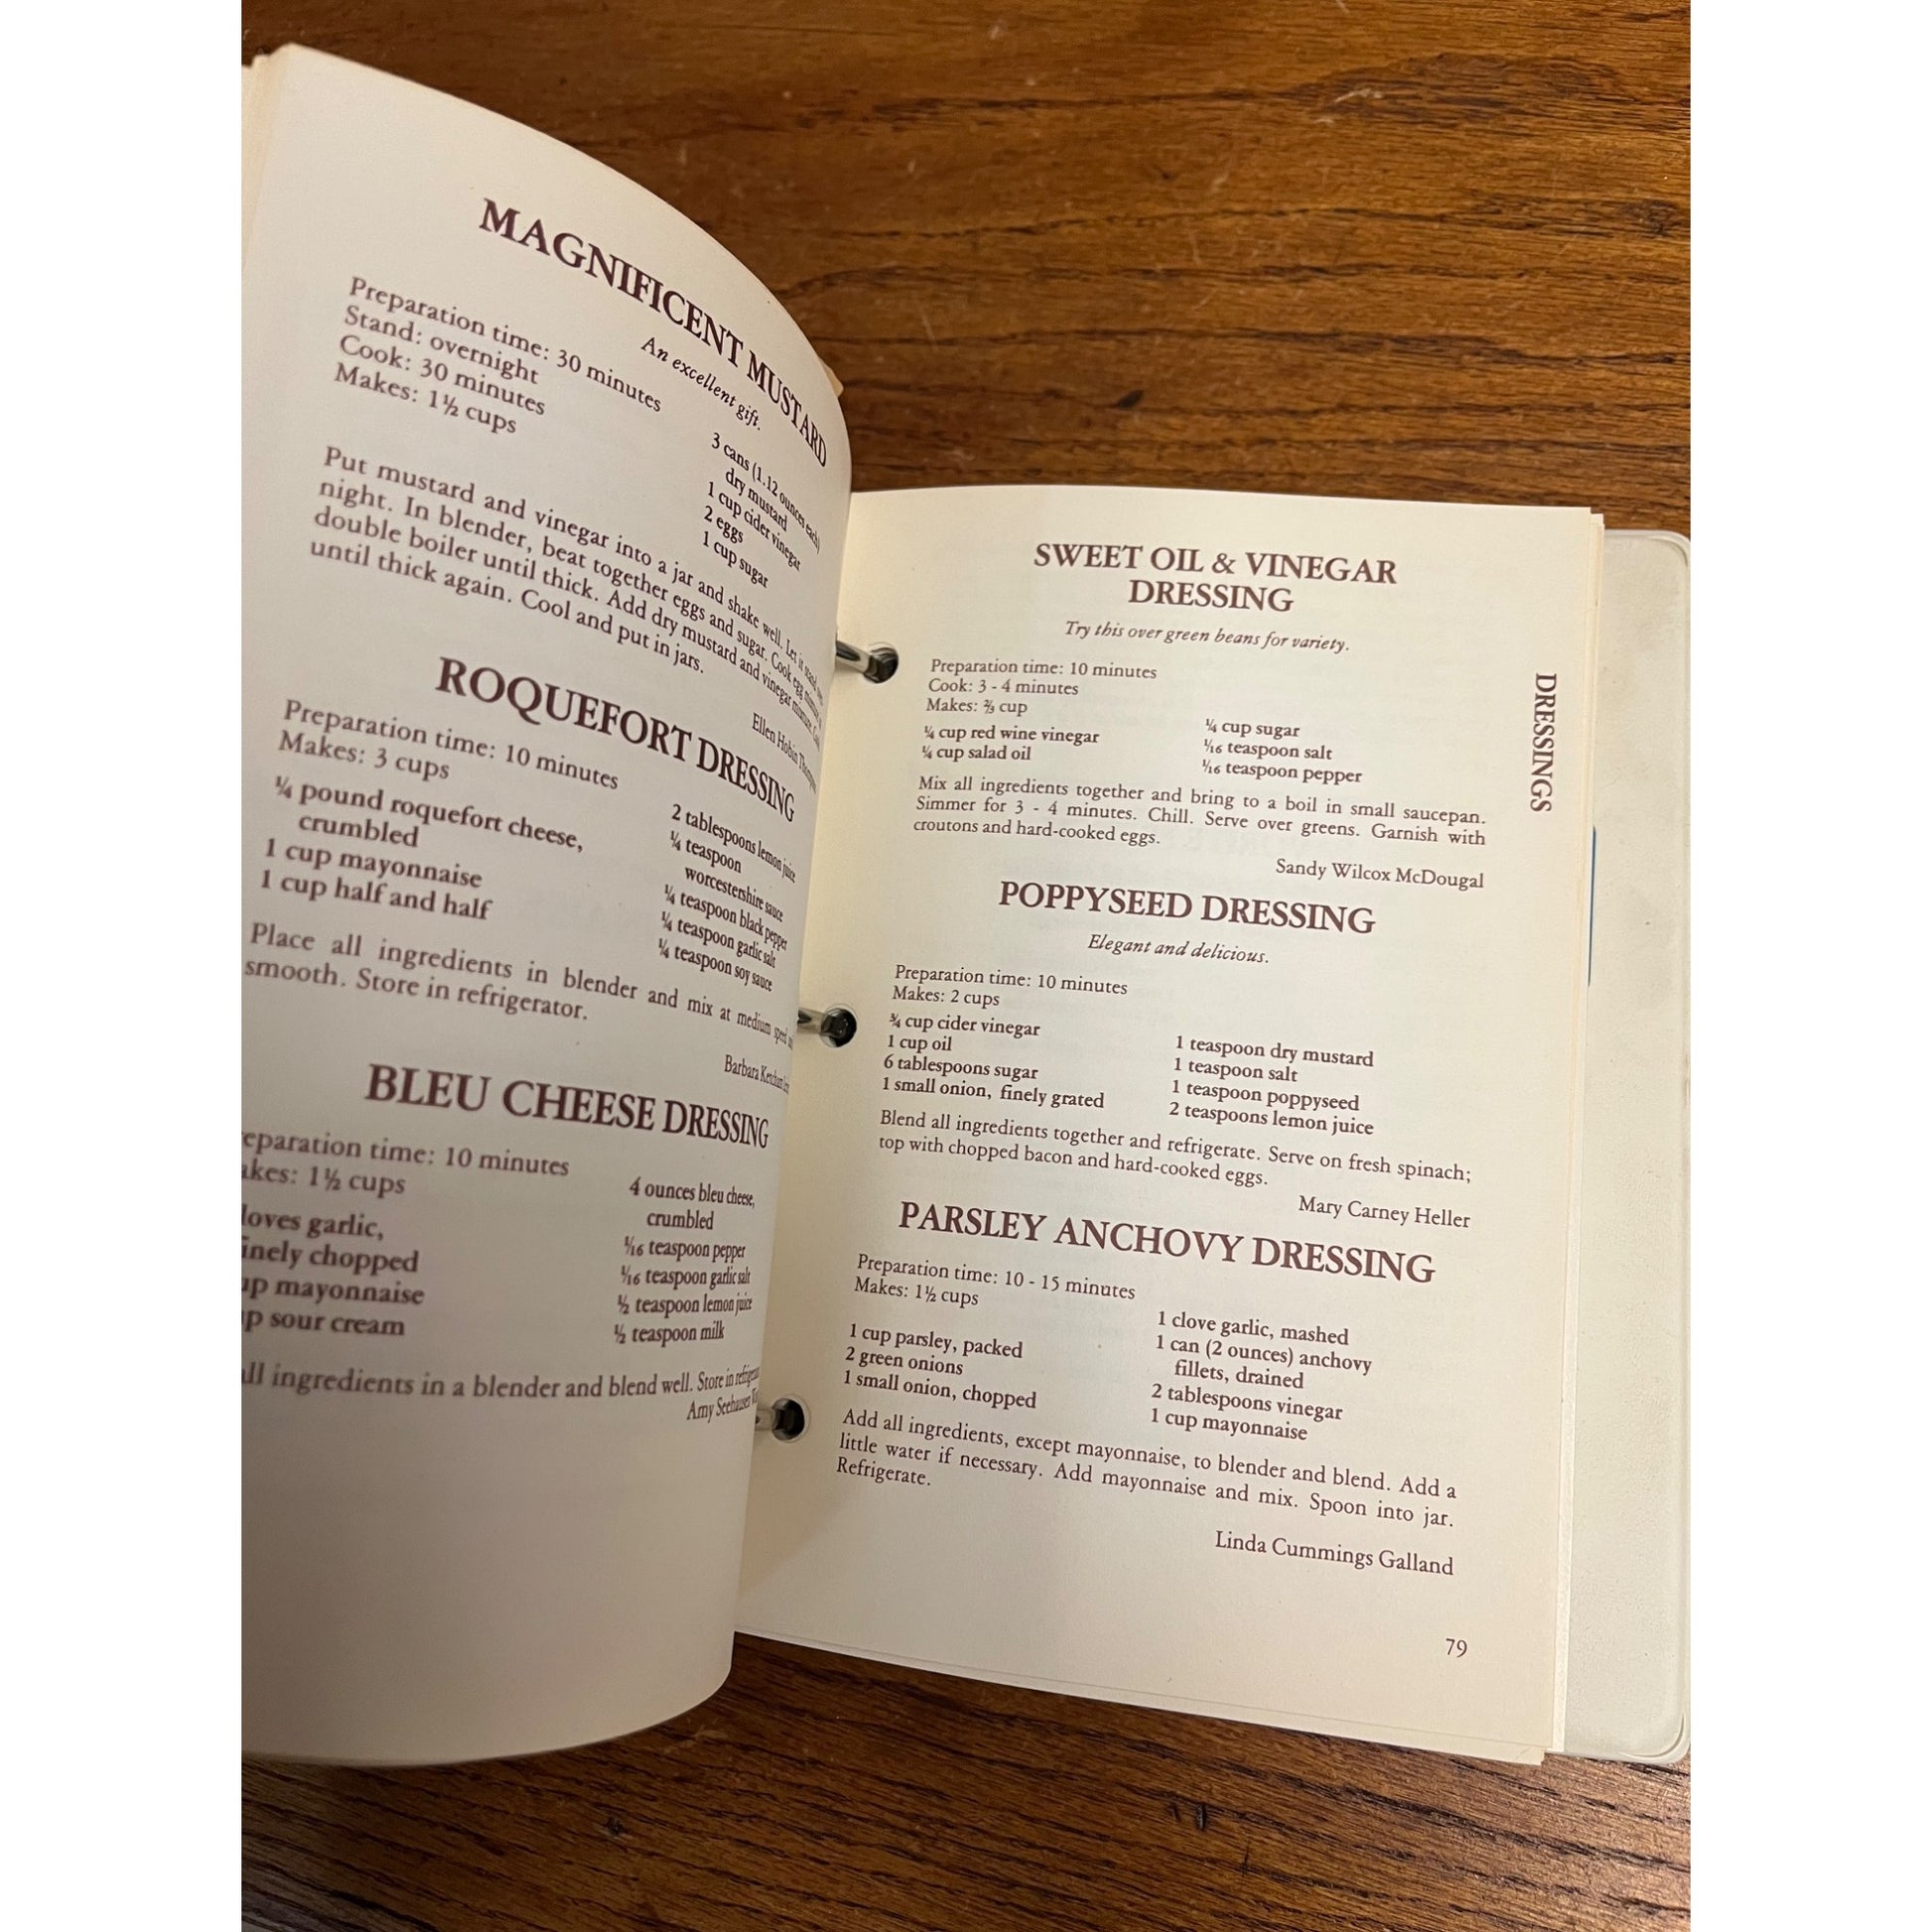 MAGNIFICENT MUSTARD
An excellent gift.
Preparation time: 30 minutes
Stand: overnight
Cook: 30 minutes
Makes: 1½ cups
3 cans (1.12 ounces each)
dry mustard
1 cup cider vinegar
2 eggs
1 cup sugar
Put mustard and vinegar into a jar and shake well. Let it stand over
night. In blender, beat together eggs and sugar. Cook egg mixture in
double boiler until thick. Add dry mustard and vinegar mixture. Cook
until thick again. Cool and put in jars.
Ellen Hobin
ROQUEFORT DRESSING
Preparation time: 10 minutes
Makes: 3 cups
¼ pound roquefort cheese,
crumbled
1 cup mayonnaise
1 cup half and half
2 tablespoons lemon juice
¼ teaspoon
worcestershire sauce
¼ teaspoon black pepper
¼ teaspoon garlic salt
¼ teaspoon soy sauce
Place all ingredients in blender and mix at medium speed
smooth. Store in refrigerator.
Barbara
BLEU CHEESE DRESSING
eparation time: 10 minutes
akes: 1½ cups
loves garlic,
inely chopped
up mayonnaise
p sour cream
4 ounces bleu cheese,
crumbled
⅟16 teaspoon pepper
⅟16 teaspoon garlic salt
½ teaspoon lemon juice
½ teaspoon milk
ll ingredients in a blender and blend well. Store in
Amy Seehauser
SWEET OIL & VINEGAR
DRESSING
Try this over green beans for variety.
Preparation time: 10 minutes
Cook: 3 - 4 minutes
Makes: ⅔ cup
¼ cup red wine vinegar
¼ cup salad oil
¼ cup sugar
⅟16 teaspoon salt
⅟16 teaspoon pepper
Mix all ingredients together and bring to a boil in small saucepan.
Simmer for 3 - 4 minutes. Chill. Serve over greens. Garnish with
croutons and hard-cooked eggs.
Sandy Wilcox McDougal
POPPYSEED DRESSING
Elegant and delicious.
Preparation time: 10 minutes
Makes: 2 cups
¾ cup cider vinegar
1 cup oil
6 tablespoons sugar
1 small onion, finely grated
1 teaspoon dry mustard
1 teaspoon salt
1 teaspoon poppyseed
2 teaspoons lemon juice
Blend all ingredients together and refrigerate. Serve on fresh spinach;
top with chopped bacon and hard-cooked eggs.
Mary Carney Heller
PARSLEY ANCHOVY DRESSING
Preparation time: 10 - 15 minutes
Makes: 1½ cups
1 cup parsley, packed
2 green onions
1 small onion, chopped
1 clove garlic, mashed
1 can (2 ounces) anchovy
fillets, drained
2 tablespoons vinegar
1 cup mayonnaise
Add all ingredients, except mayonnaise, to blender and blend. Add a
little water if necessary. Add mayonnaise and mix. Spoon into jar.
Refrigerate.
Linda Cummings Galland
79
DRESSINGS